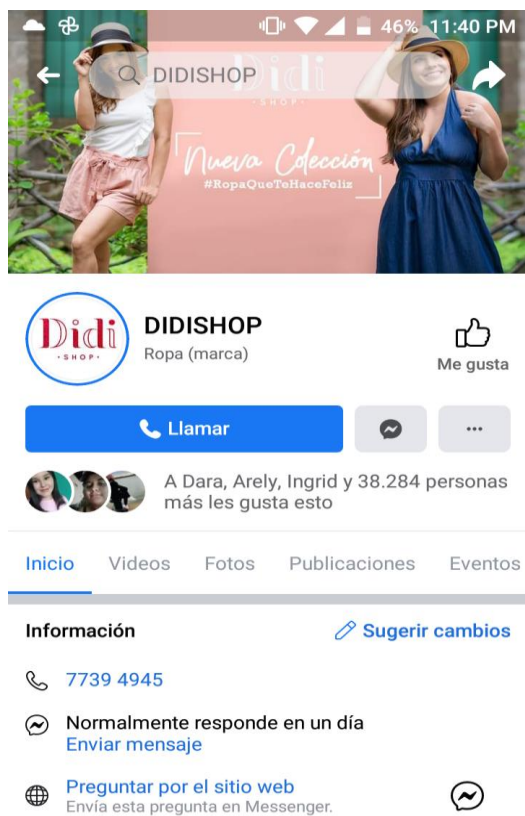 46% 11:40 PM
DIDISHOP
Didi
·SHOP·
Nueva Colección
#RopaQueTeHaceFeliz
Didi
·SHOP·
DIDISHOP
Ropa (marca)
Me gusta
Llamar
A Dara, Arely, Ingrid y 38.284 personas
más les gusta esto
Inicio Videos Fotos Publicaciones Eventos
Información Sugerir cambios
7739 4945
Normalmente responde en un día
Enviar mensaje
Preguntar por el sitio web
Envía esta pregunta en Messenger.